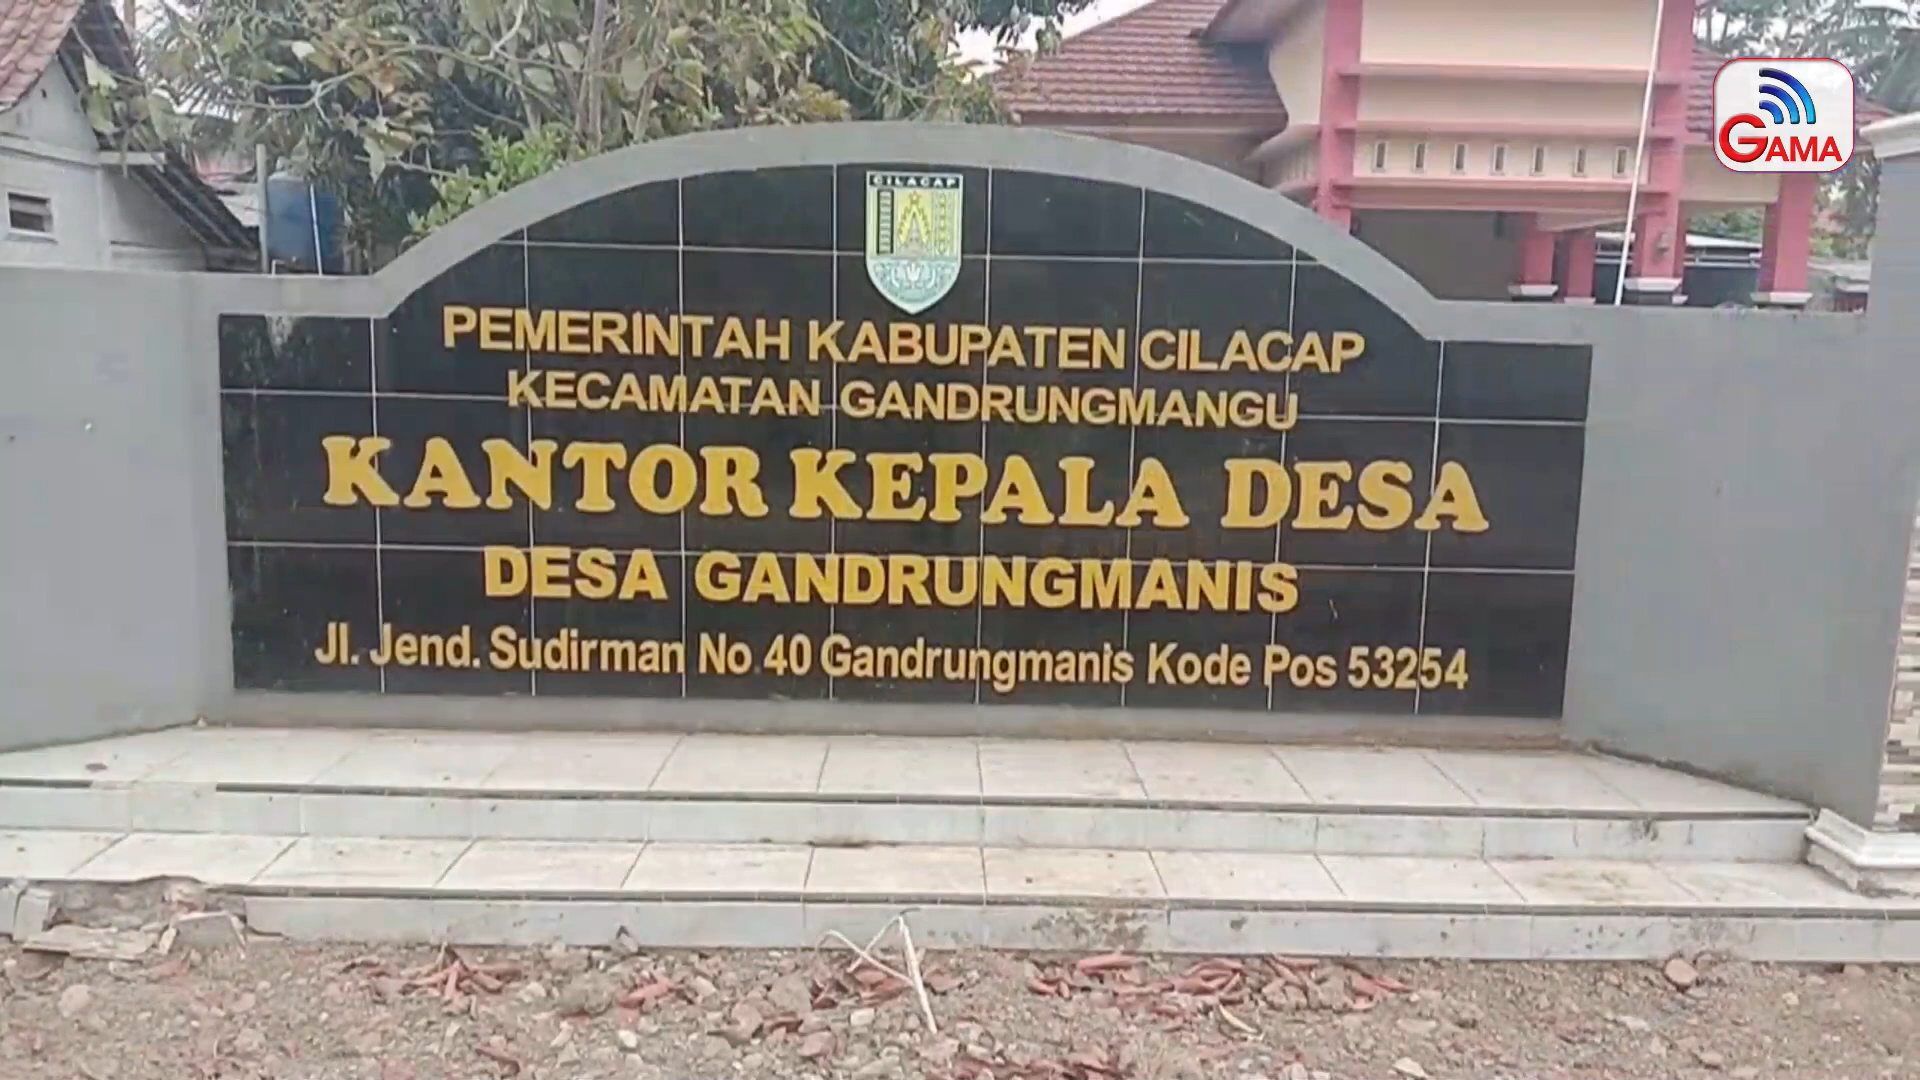 GAMA
CILACAP
PEMERINTAH KABUPATEN CILACAP
KECAMATAN GANDRUNGMANGU
KANTOR KEPALA DESA
DESA GANDRUNGMANIS
Jl. Jend. Sudirman No 40 Gandrungmanis Kode Pos 53254